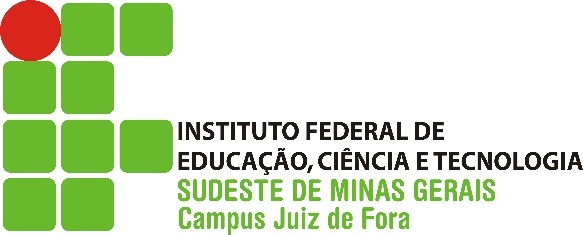 INSTITUTO FEDERAL DE
EDUCAÇÃO, CIÊNCIA E TECNOLOGIA
SUDESTE DE MINAS GERAIS
Campus Juiz de Fora